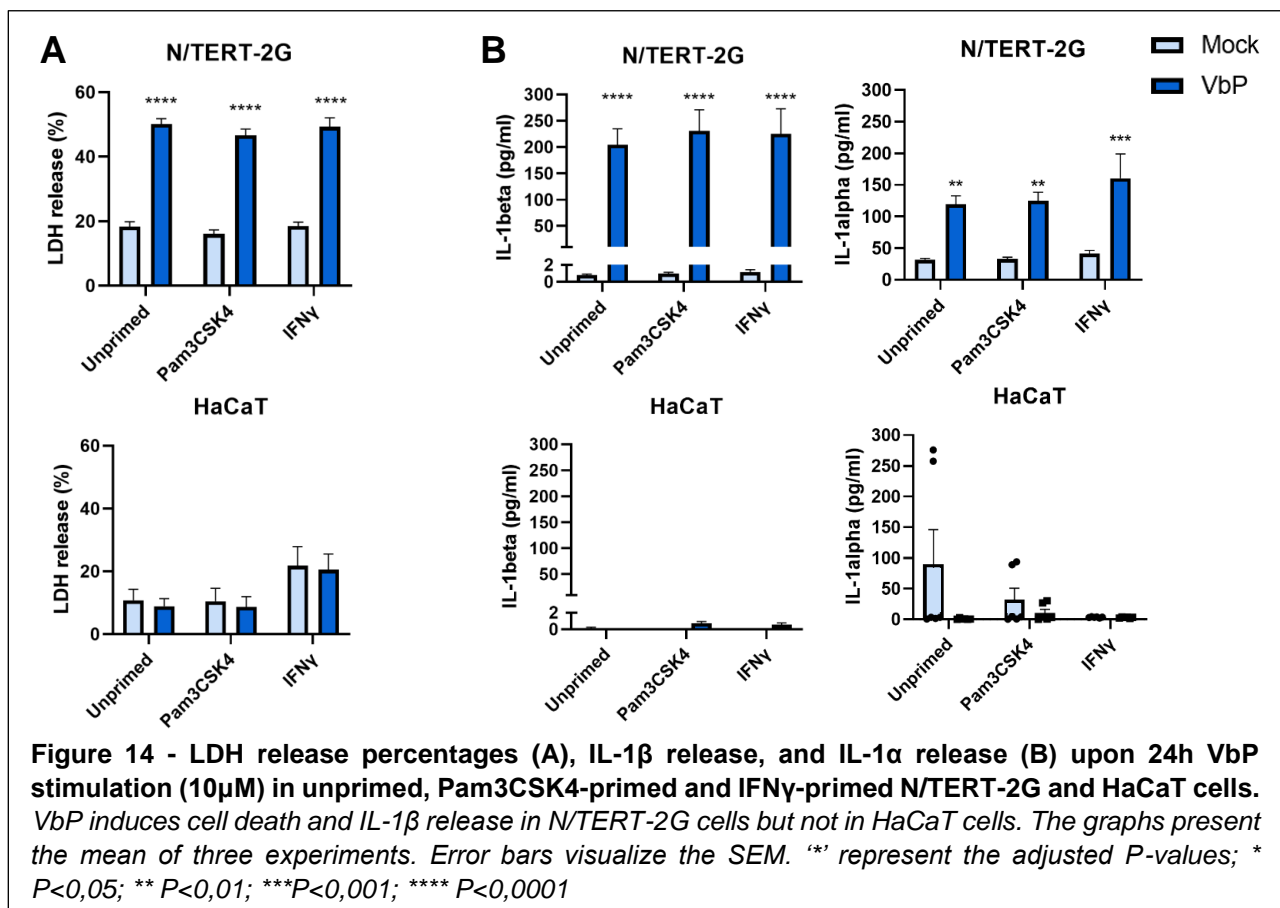 A
B
N/TERT-2G
****
****
****
LDH release (%)
60
40
20
0
Unprimed
Pam3CSK4
IFNγ
N/TERT-2G
****
****
****
IL-1beta (pg/ml)
300
250
200
150
100
50
2
0
Unprimed
Pam3CSK4
IFNγ
N/TERT-2G
**
**
***
IL-1alpha (pg/ml)
300
250
200
150
100
50
0
Unprimed
Pam3CSK4
IFNγ
Mock
VbP
HaCaT
LDH release (%)
60
40
20
0
Unprimed
Pam3CSK4
IFNγ
HaCaT
IL-1beta (pg/ml)
300
250
200
150
100
50
2
0
Unprimed
Pam3CSK4
IFNγ
HaCaT
IL-1alpha (pg/ml)
300
250
200
150
100
50
0
Unprimed
Pam3CSK4
IFNγ
Figure 14 - LDH release percentages (A), IL-1β release, and IL-1α release (B) upon 24h VbP
stimulation (10µM) in unprimed, Pam3CSK4-primed and IFNγ-primed N/TERT-2G and HaCaT cells.
VbP induces cell death and IL-1β release in N/TERT-2G cells but not in HaCaT cells. The graphs present
the mean of three experiments. Error bars visualize the SEM. ‘*’ represent the adjusted P-values; *
P<0,05; ** P<0,01; ***P<0,001; **** P<0,0001